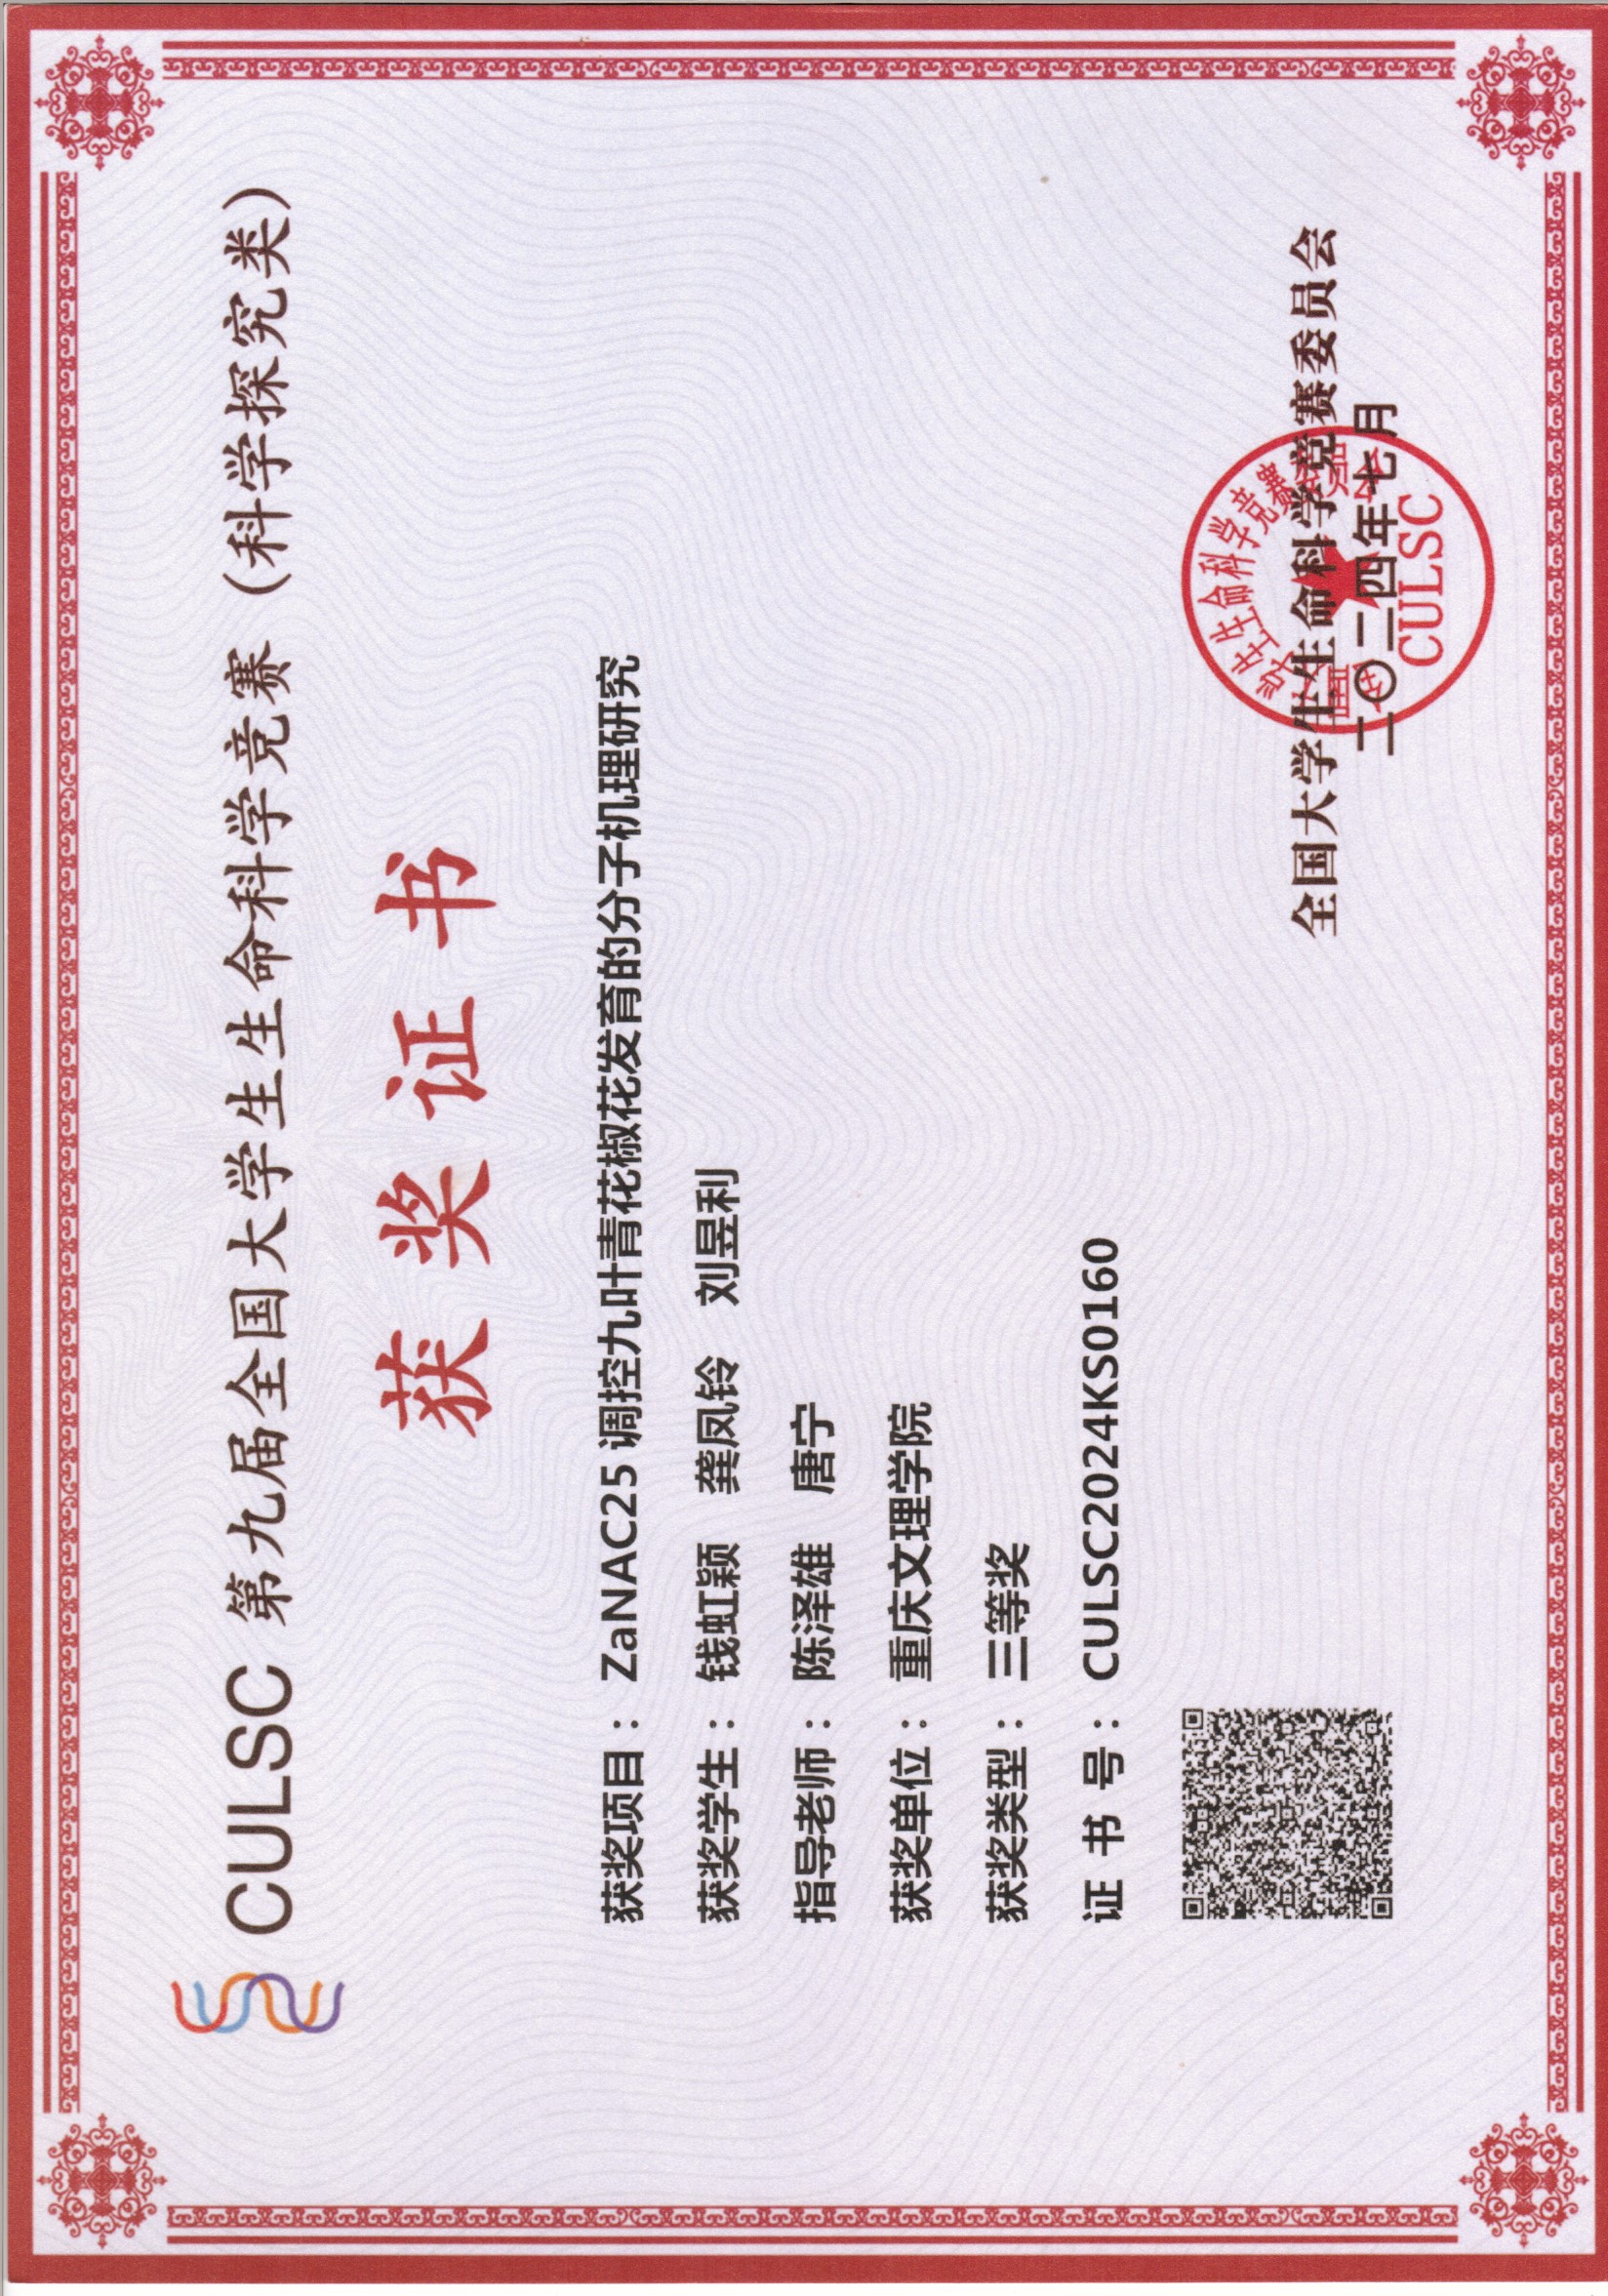 CULSC 第九届全国大学生生命科学竞赛（科学探究类）
获奖证书
获奖项目：ZaNAC25 调控九叶青花椒花发育的分子机理研究
获奖学生：钱虹颖 龚凤铃 刘昱利
指导老师：陈泽雄 唐宁
获奖单位：重庆文理学院
获奖类型：三等奖
证书号：CULSC2024KS0160
全国大学生生命科学竞赛委员会
二〇二四年七月
CULSC